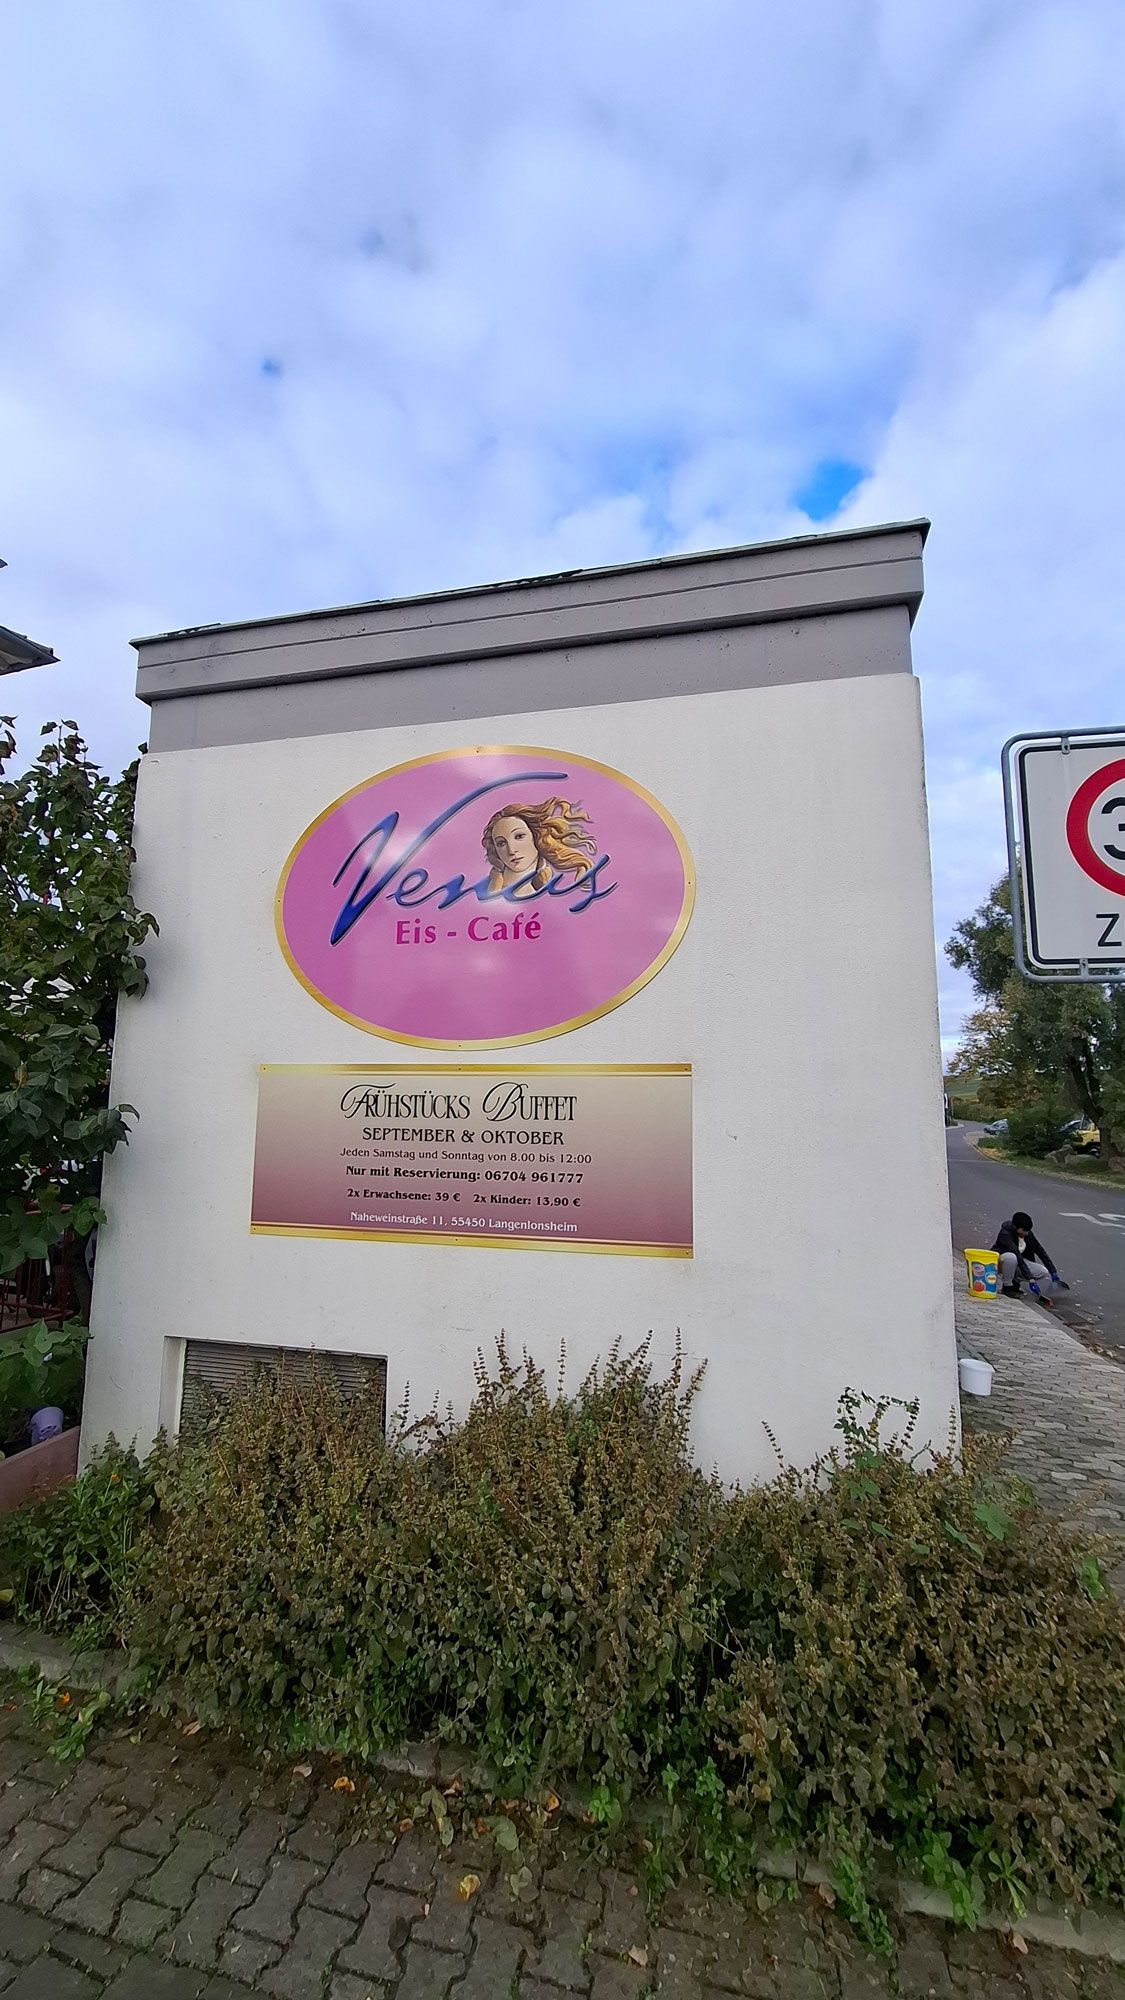 Venus
Eis - Café
FRÜHSTÜCKS BUFFET
SEPTEMBER & OKTOBER
Jeden Samstag und Sonntag von 8.00 bis 12:00
Nur mit Reservierung: 06704 961777
2x Erwachsene: 39 € 2x Kinder: 13,90 €
Naheweinstraße 11, 55450 Langenlonsheim
3
Z